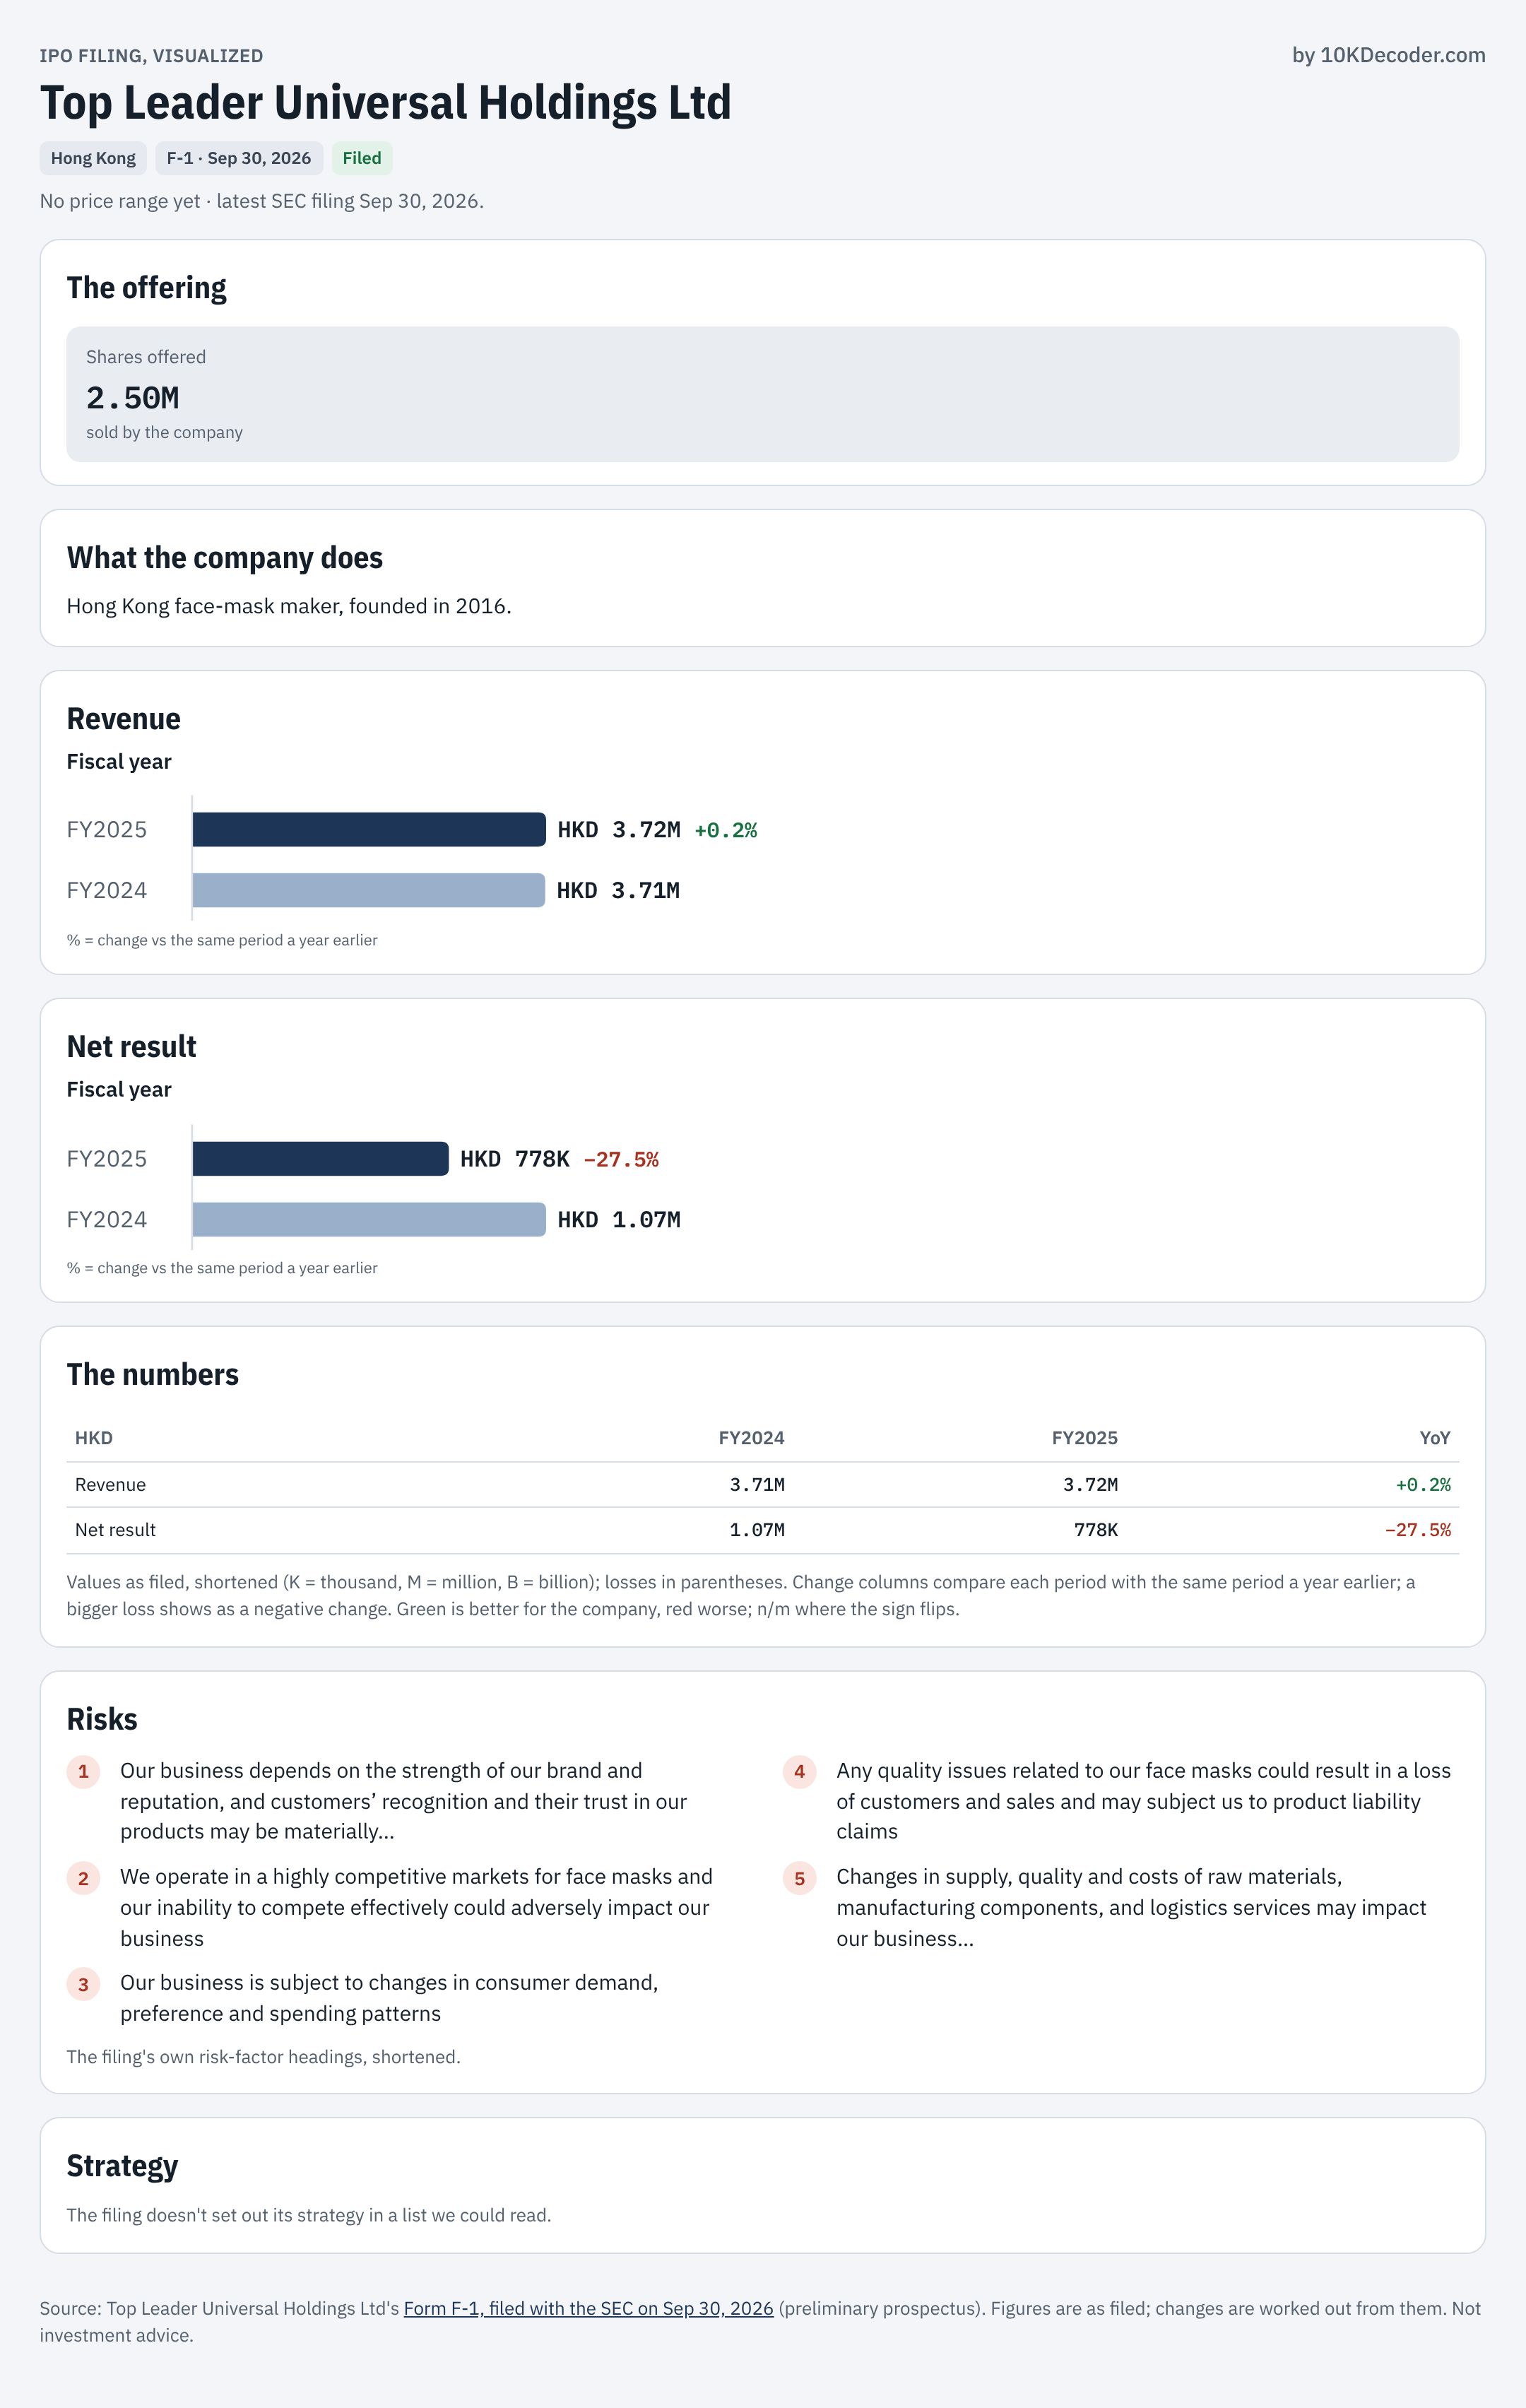 IPO FILING, VISUALIZED
by 10KDecoder.com
Top Leader Universal Holdings Ltd
Hong Kong
F-1 · Sep 30, 2026
Filed
No price range yet · latest SEC filing Sep 30, 2026.
The offering
Shares offered
2.50M
sold by the company
What the company does
Hong Kong face-mask maker, founded in 2016.
Revenue
Fiscal year
FY2025 HKD 3.72M +0.2%
FY2024 HKD 3.71M
% = change vs the same period a year earlier
Net result
Fiscal year
FY2025 HKD 778K −27.5%
FY2024 HKD 1.07M
% = change vs the same period a year earlier
The numbers
HKD FY2024 FY2025 YoY
Revenue 3.71M 3.72M +0.2%
Net result 1.07M 778K −27.5%
Values as filed, shortened (K = thousand, M = million, B = billion); losses in parentheses. Change columns compare each period with the same period a year earlier; a
bigger loss shows as a negative change. Green is better for the company, red worse; n/m where the sign flips.
Risks
1 Our business depends on the strength of our brand and
reputation, and customers’ recognition and their trust in our
products may be materially…
2 We operate in a highly competitive markets for face masks and
our inability to compete effectively could adversely impact our
business
3 Our business is subject to changes in consumer demand,
preference and spending patterns
4 Any quality issues related to our face masks could result in a loss
of customers and sales and may subject us to product liability
claims
5 Changes in supply, quality and costs of raw materials,
manufacturing components, and logistics services may impact
our business…
The filing's own risk-factor headings, shortened.
Strategy
The filing doesn't set out its strategy in a list we could read.
Source: Top Leader Universal Holdings Ltd's Form F-1, filed with the SEC on Sep 30, 2026 (preliminary prospectus). Figures are as filed; changes are worked out from them. Not
investment advice.